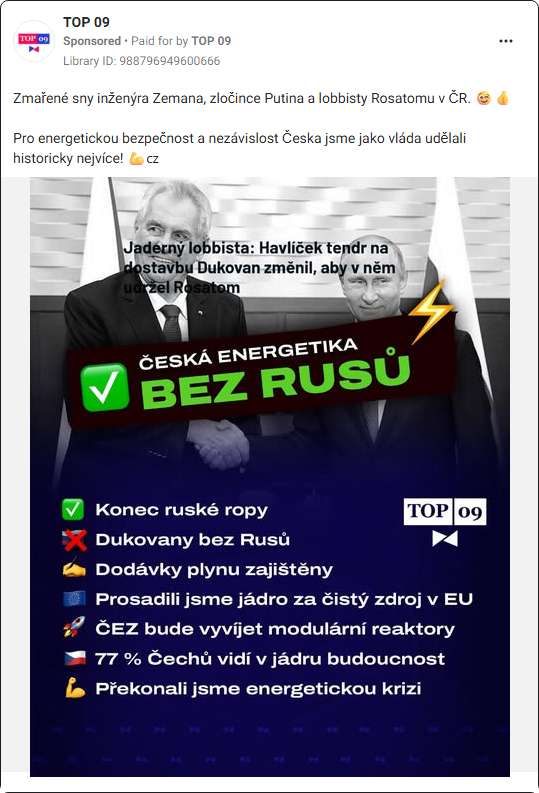 TOP 09
Sponsored • Paid for by TOP 09
Library ID: 988796949600666
Zmařené sny inženýra Zemana, zločince Putina a lobbisty Rosatomu v ČR. 😉 👍
Pro energetickou bezpečnost a nezávislost Česka jsme jako vláda udělali
historicky nejvíce! 💪cz
TOP 09
Jaderný lobbista: Havlíček tendr na
dostavbu Dukovan změnil, aby v něm
udržel Rosatom
ČESKÁ ENERGETIKA
BEZ RUSŮ
Konec ruské ropy
TOP 09
Dukovany bez Rusů
Dodávky plynu zajištěny
Prosadili jsme jádro za čistý zdroj v EU
ČEZ bude vyvíjet modulární reaktory
77 % Čechů vidí v jádru budoucnost
Překonali jsme energetickou krizi